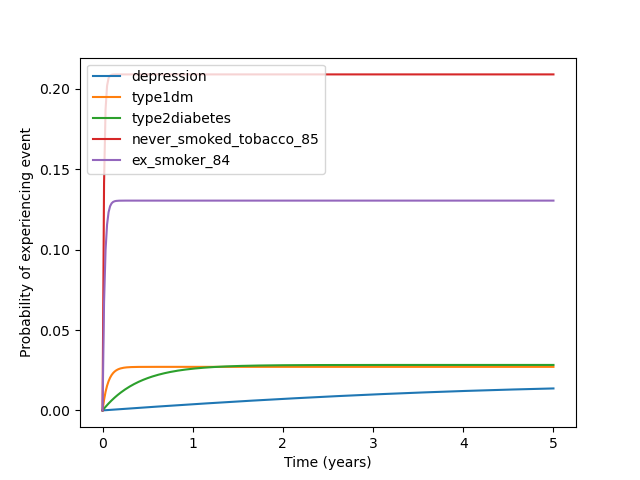 depression
type1dm
type2diabetes
never_smoked_tobacco_85
ex_smoker_84
Probability of experiencing event
0.20
0.15
0.10
0.05
0.00
0 1 2 3 4 5
Time (years)